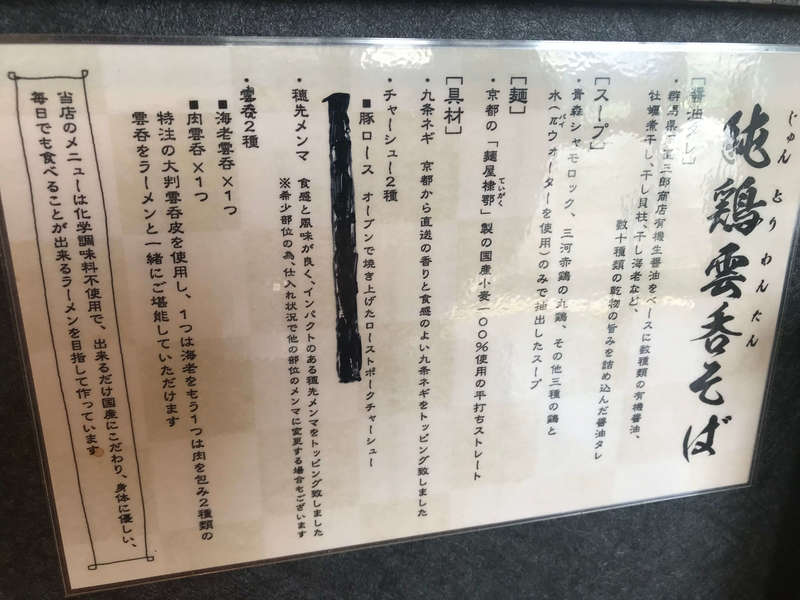 純鶏雲呑そば
じゅんどりわんたん
[醤油タレ]
・群馬県 三郎商店有機生醤油をベースに数種類の有機醤油、
牡蠣煮干し、干し貝柱、干し海老など、
数十種類の乾物の旨みを詰め込んだ醤油タレ
[スープ]
・青森シャモロック、三河赤鶏の丸鶏、その他三種の鶏と
水(πウォーターを使用)のみで抽出したスープ
パイ
[麺]
・京都の「麺屋棣鄂」製の国産小麦一〇〇%使用の平打ちストレート
ていがく
[具材]
・九条ネギ 京都から直送の香りと食感のよい九条ネギをトッピング致しました
・チャーシュー2種
■豚ロース オーブンで焼き上げたローストポークチャーシュー
・穂先メンマ 食感と風味が良く、インパクトのある穂先メンマをトッピング致しました
※希少部位の為、仕入れ状況で他の部位のメンマに変更する場合もございます
・雲呑2種
■海老雲呑×1つ
■肉雲呑×1つ
特注の大判雲呑皮を使用し、1つは海老をもう1つは肉を包み2種類の
雲呑をラーメンと一緒にご堪能していただけます
当店のメニューは化学調味料不使用で、出来るだけ国産にこだわり、身体に優しい、
毎日でも食べることが出来るラーメンを目指して作っています